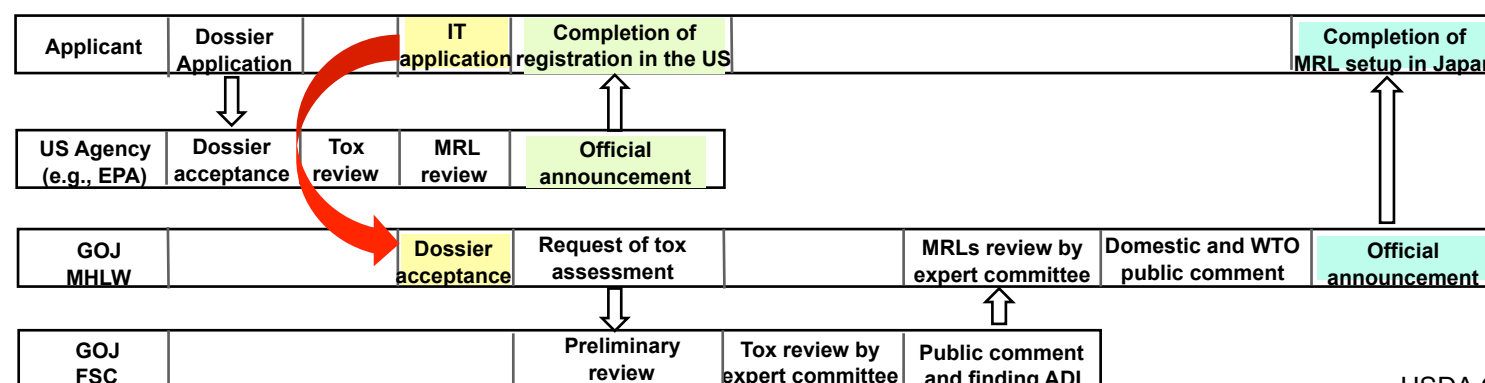 Applicant
Dossier
Application
IT
application
Completion of
registration in the US
Completion of
MRL setup in Japan
US Agency
(e.g., EPA)
Dossier
acceptance
Tox
review
MRL
review
Official
announcement
GOJ
MHLW
Dossier
acceptance
Request of tox
assessment
MRLs review by
expert committee
Domestic and WTO
public comment
Official
announcement
GOJ
FSC
Preliminary
review
Tox review by
expert committee
Public comment
and finding ADI
USDA